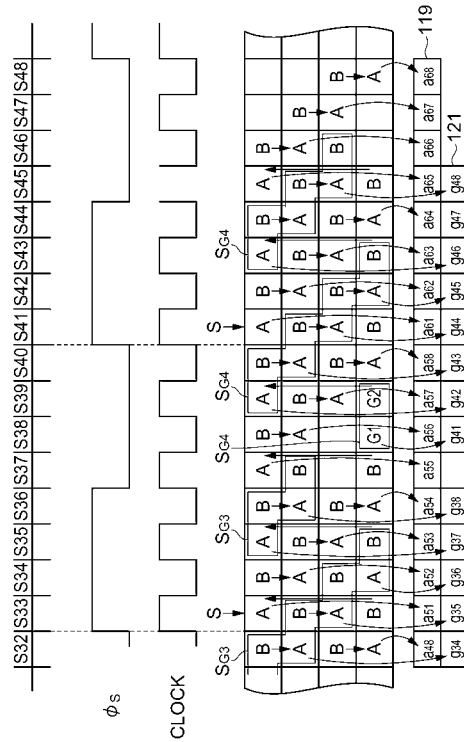 S32 S33 S34 S35 S36 S37 S38 S39 S40 S41 S42 S43 S44 S45 S46 S47 S48
φS
CLOCK
SG3 S SG3 SG4 SG4 S SG4
B A B A B A B A B A B A B A B
A B A B A B A B A B A B A B A B
B A B A B A B A B A B A B A B
A B A B A B G1 G2 A B A B A B A
a48 a51 a52 a53 a54 a55 a56 a57 a58 a61 a62 a63 a64 a65 a66 a67 a68 119
g34 g35 g36 g37 g38 g41 g42 g43 g44 g45 g46 g47 g48 121